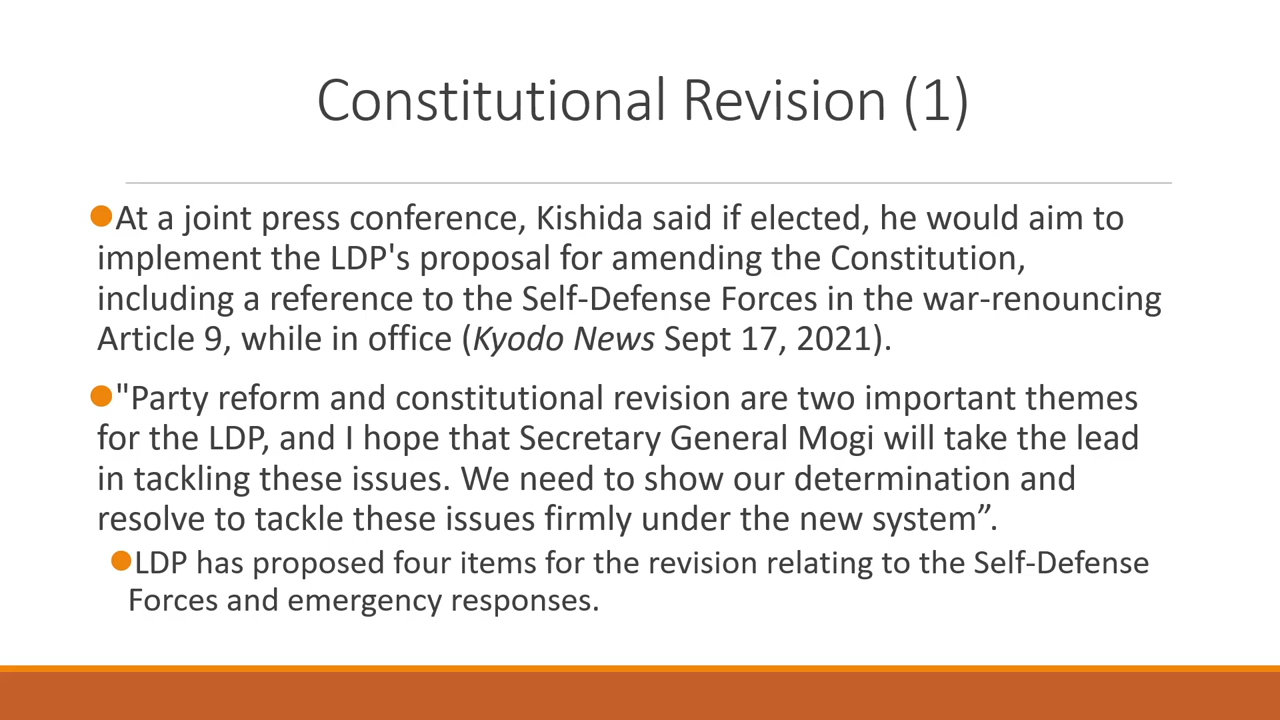 Constitutional Revision (1)
At a joint press conference, Kishida said if elected, he would aim to
implement the LDP's proposal for amending the Constitution,
including a reference to the Self-Defense Forces in the war-renouncing
Article 9, while in office (Kyodo News Sept 17, 2021).
"Party reform and constitutional revision are two important themes
for the LDP, and I hope that Secretary General Mogi will take the lead
in tackling these issues. We need to show our determination and
resolve to tackle these issues firmly under the new system”.
LDP has proposed four items for the revision relating to the Self-Defense
Forces and emergency responses.